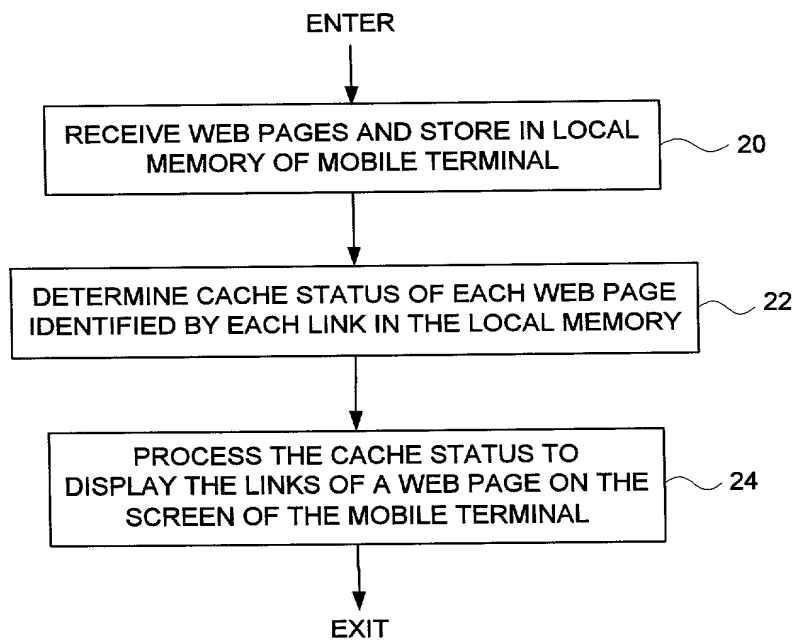 ENTER
RECEIVE WEB PAGES AND STORE IN LOCAL
MEMORY OF MOBILE TERMINAL
20
DETERMINE CACHE STATUS OF EACH WEB PAGE
IDENTIFIED BY EACH LINK IN THE LOCAL MEMORY
22
PROCESS THE CACHE STATUS TO
DISPLAY THE LINKS OF A WEB PAGE ON THE
SCREEN OF THE MOBILE TERMINAL
24
EXIT